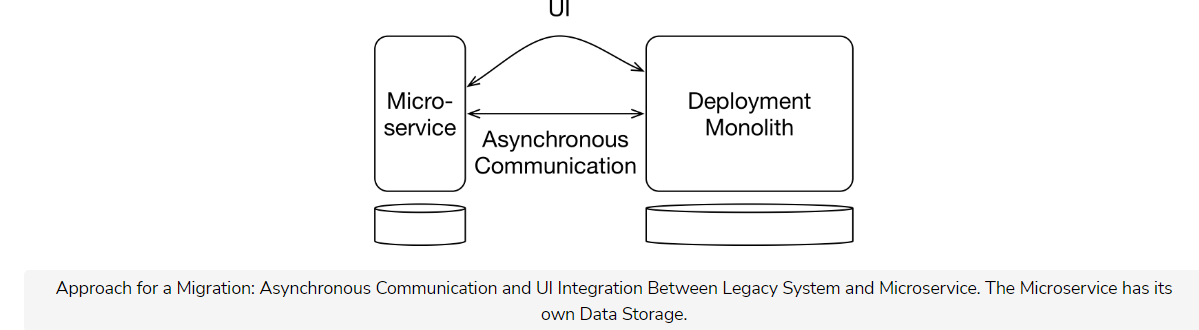 UI
Micro-
service
Asynchronous
Communication
Deployment
Monolith
Approach for a Migration: Asynchronous Communication and UI Integration Between Legacy System and Microservice. The Microservice has its
own Data Storage.